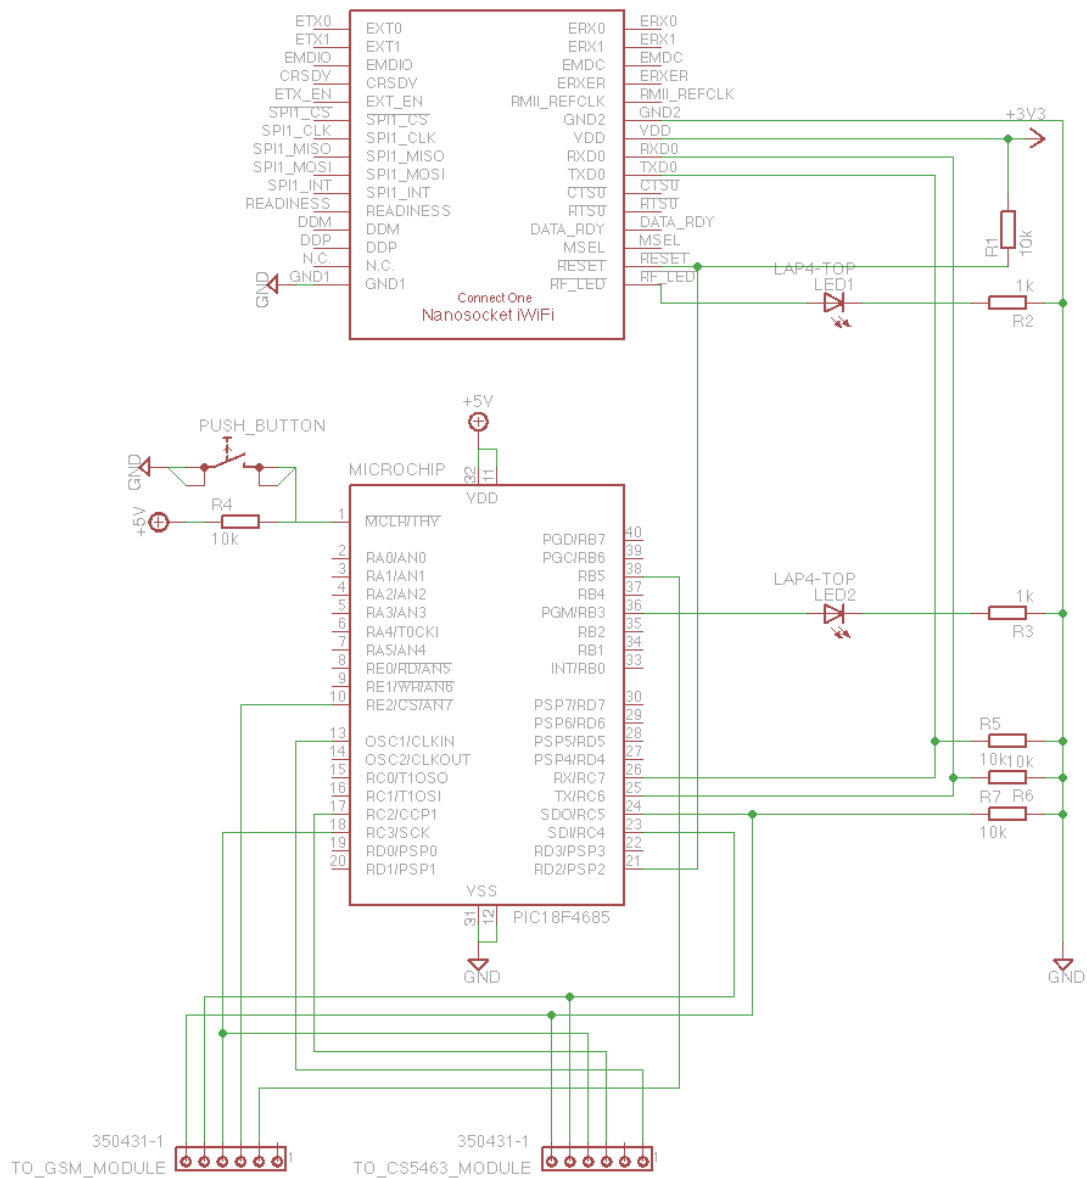 ETX0 EXT0 ERX0 ERX0
ETX1 EXT1 ERX1 ERX1
EMDIO EMDIO EMDC EMDC
CRSDY CRSDY ERXER ERXER
ETX_EN EXT_EN RMII_REFCLK RMII_REFCLK
SPI1_CS SPI1_CS GND2 GND2
+3V3
SPI1_CLK SPI1_CLK VDD VDD
SPI1_MISO SPI1_MISO RXD0 RXD0
SPI1_MOSI SPI1_MOSI TXD0 TXD0
SPI1_INT SPI1_INT CTS0 CTS0
READINESS READINESS RTS0 RTS0
DDM DDM DATA_RDY DATA_RDY
DDP DDP MSEL MSEL
R1 10k
N.C. N.C. RESET RESET
GND GND1 GND1 RF_LED RF_LED
LAP4-TOP
LED1
1k
R2
Connect One
Nanosocket iWiFi
+5V
PUSH_BUTTON
GND
MICROCHIP
32 11
VDD
R4
+5V
10k
1 MCLR/THV
PGD/RB7 40
2 RA0/AN0 PGC/RB6 39
3 RA1/AN1 RB5 38
4 RA2/AN2 RB4 37
5 RA3/AN3 PGM/RB3 36
6 RA4/T0CKI RB2 35
7 RA5/AN4 RB1 34
8 RE0/RD/AN5 INT/RB0 33
9 RE1/WR/AN6
10 RE2/CS/AN7 PSP7/RD7 30
PSP6/RD6 29
13 OSC1/CLKIN PSP5/RD5 28
14 OSC2/CLKOUT PSP4/RD4 27
15 RC0/T1OSO RX/RC7 26
16 RC1/T1OSI TX/RC6 25
17 RC2/CCP1 SDO/RC5 24
18 RC3/SCK SDI/RC4 23
19 RD0/PSP0 RD3/PSP3 22
20 RD1/PSP1 RD2/PSP2 21
LAP4-TOP
LED2
1k
R3
R5
10k
10k
R7 R6
10k
VSS
31 12
PIC18F4685
GND
GND
350431-1
1
TO_GSM_MODULE
350431-1
1
TO_CS5463_MODULE